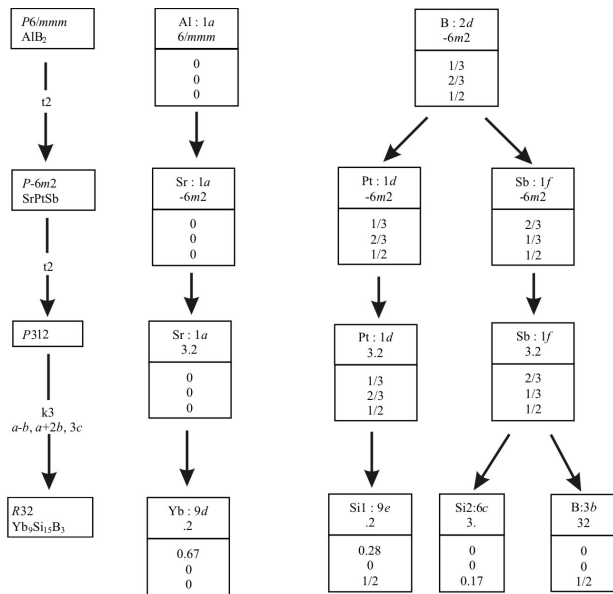 P6/mmm
AlB₂
Al : 1a
6/mmm
0
0
0
B : 2d
-6m2
1/3
2/3
1/2
t2
P-6m2
SrPtSb
Sr : 1a
-6m2
0
0
0
Pt : 1d
-6m2
1/3
2/3
1/2
Sb : 1f
-6m2
2/3
1/3
1/2
t2
P312
Sr : 1a
3.2
0
0
0
Pt : 1d
3.2
1/3
2/3
1/2
Sb : 1f
3.2
2/3
1/3
1/2
k3
a-b, a+2b, 3c
R32
Yb₉Si₁₅B₃
Yb : 9d
.2
0.67
0
0
Si1 : 9e
.2
0.28
0
1/2
Si2:6c
3.
0
0
0.17
B:3b
32
0
0
1/2